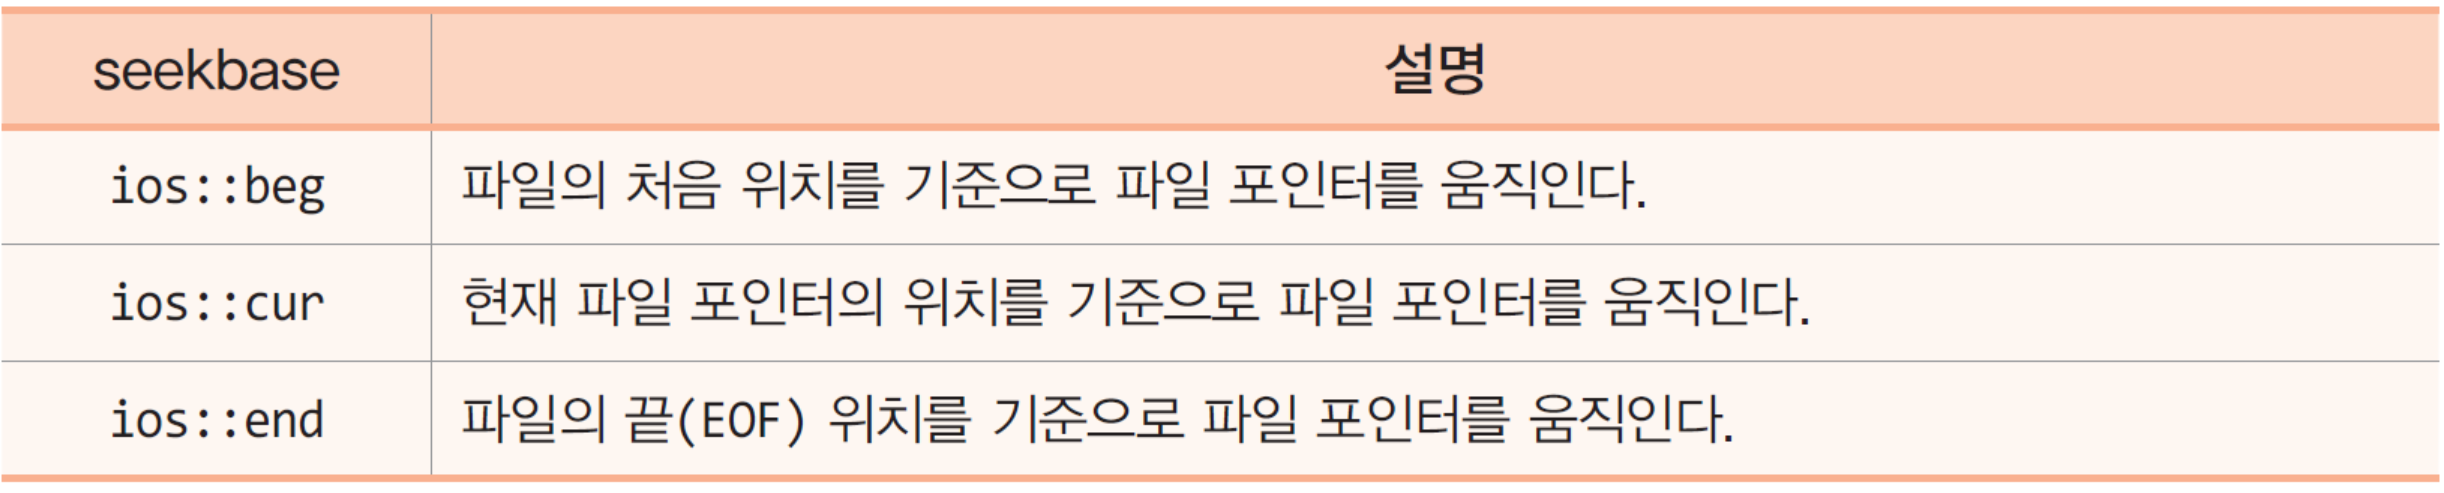 seekbase 설명
ios::beg 파일의 처음 위치를 기준으로 파일 포인터를 움직인다.
ios::cur 현재 파일 포인터의 위치를 기준으로 파일 포인터를 움직인다.
ios::end 파일의 끝(EOF) 위치를 기준으로 파일 포인터를 움직인다.